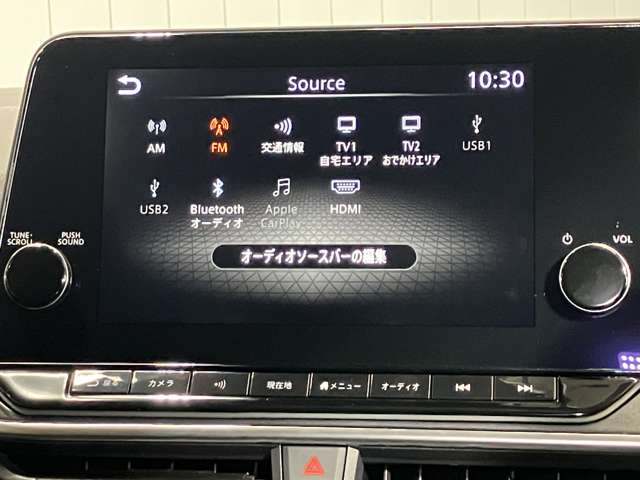 Source
10:30
AM
FM
交通情報
TV1
自宅エリア
TV2
おでかけエリア
USB1
USB2
Bluetooth
オーディオ
Apple
CarPlay
HDMI
オーディオソースバーの編集
TUNE・
SCROLL
PUSH
SOUND
VOL
戻る
カメラ
現在地
メニュー
オーディオ